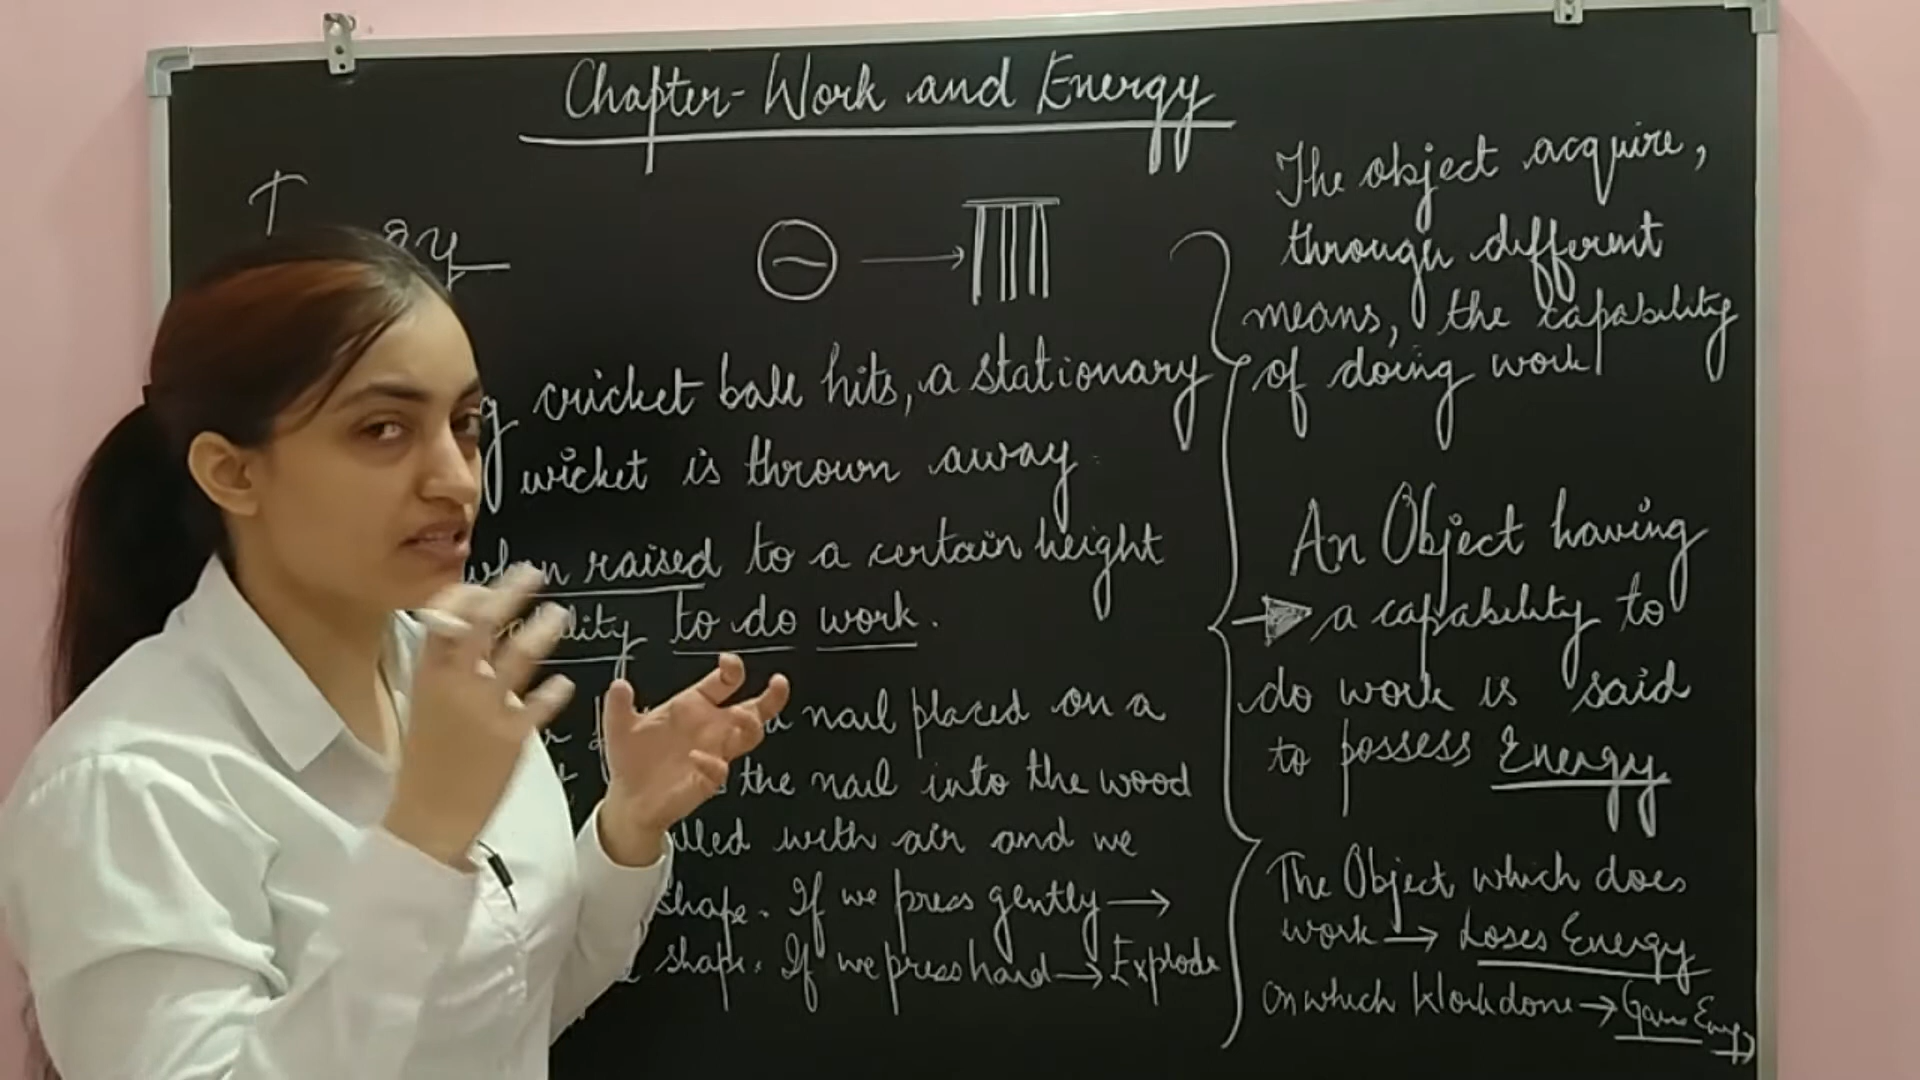 Chapter-Work and Energy
gy
g cricket ball hits, a stationary
wicket is thrown away
when raised to a certain height
to do work.
a nail placed on a
the nail into the wood
with air and we
shape. If we press gently →
shape. If we press hard → Explode
The object acquire,
through different
means, the capability
of doing work
An Object having
a capability to
do work is said
to possess Energy
The Object which does
work → Loses Energy
On which Work done → Gains Energy